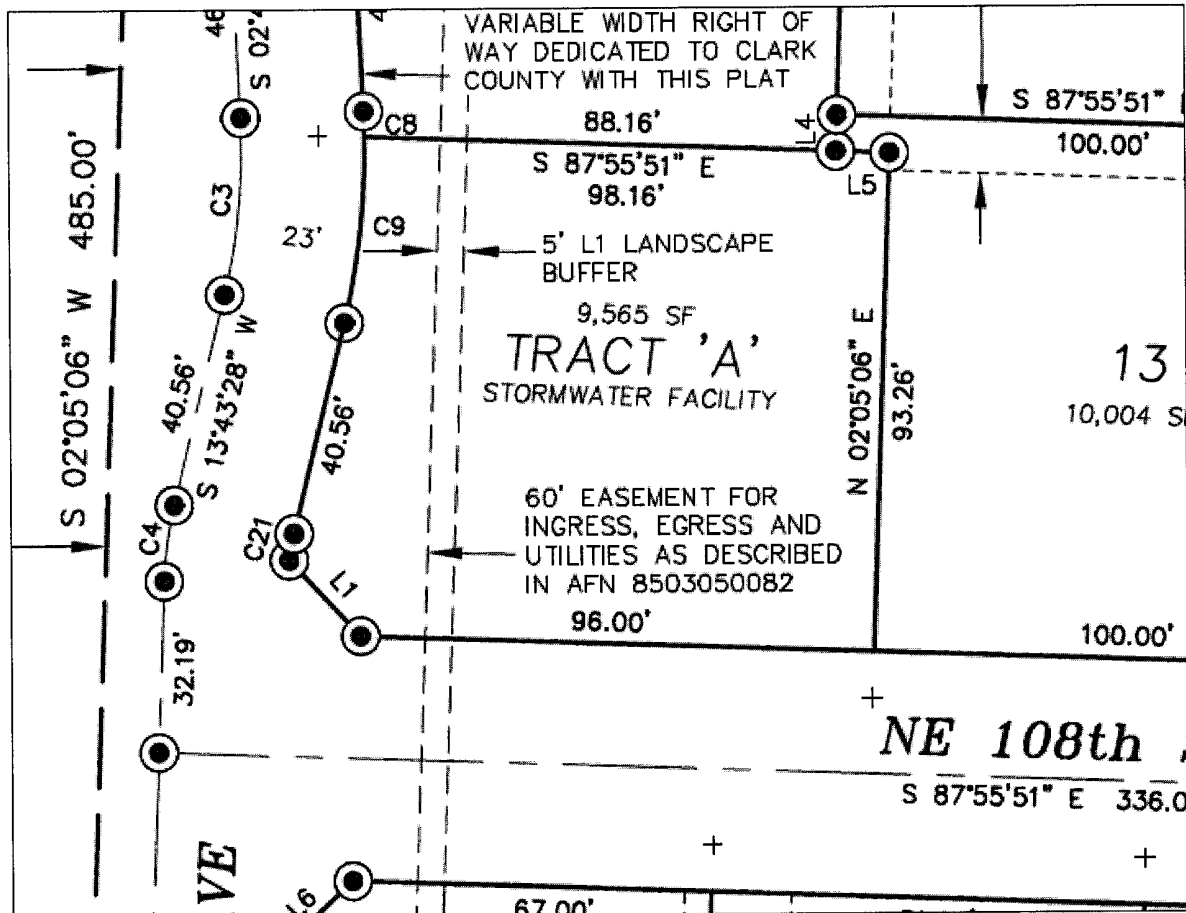 VARIABLE WIDTH RIGHT OF
WAY DEDICATED TO CLARK
COUNTY WITH THIS PLAT
46
S 02°4
4
C8
88.16'
S 87°55'51" E
98.16'
L4
L5
S 87°55'51"
100.00'
S 02°05'06" W 485.00'
C3
23'
C9
5' L1 LANDSCAPE
BUFFER
9,565 SF
TRACT 'A'
STORMWATER FACILITY
N 02°05'06" E
93.26'
13
10,004 S
40.56'
S 13°43'28" W
40.56'
60' EASEMENT FOR
INGRESS, EGRESS AND
UTILITIES AS DESCRIBED
IN AFN 8503050082
C4
C21
L1
96.00'
100.00'
32.19'
NE 108th
S 87°55'51" E 336.0
VE
L6
67.00'